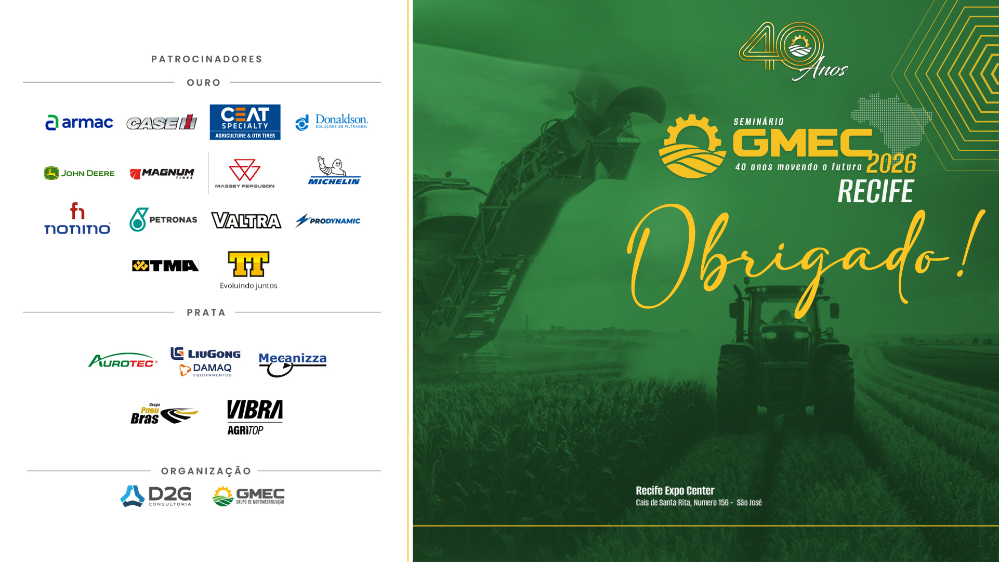 PATROCINADORES
OURO
armac
CASE IH
CEAT
SPECIALTY
AGRICULTURE & OTR TIRES
Donaldson.
SOLUÇÕES DE FILTRAGEM
JOHN DEERE
MAGNUM
TIRES
MASSEY FERGUSON
MICHELIN
PETRONAS
VALTRA
PRODYNAMIC
TMA
TT
Evoluindo juntos
PRATA
AUROTEC®
LG LIUGONG
DAMAQ
EQUIPAMENTOS
Mecanizza
Grupo
Pneu
Bras
VIBRA
AGRiTOP
ORGANIZAÇÃO
D2G
CONSULTORIA
GMEC
GRUPO DE MOTOMECANIZAÇÃO
40
Anos
SEMINÁRIO
GMEC
40 anos movendo o futuro 2026
RECIFE
Obrigado!
Recife Expo Center
Cais de Santa Rita, Numero 156 - São José